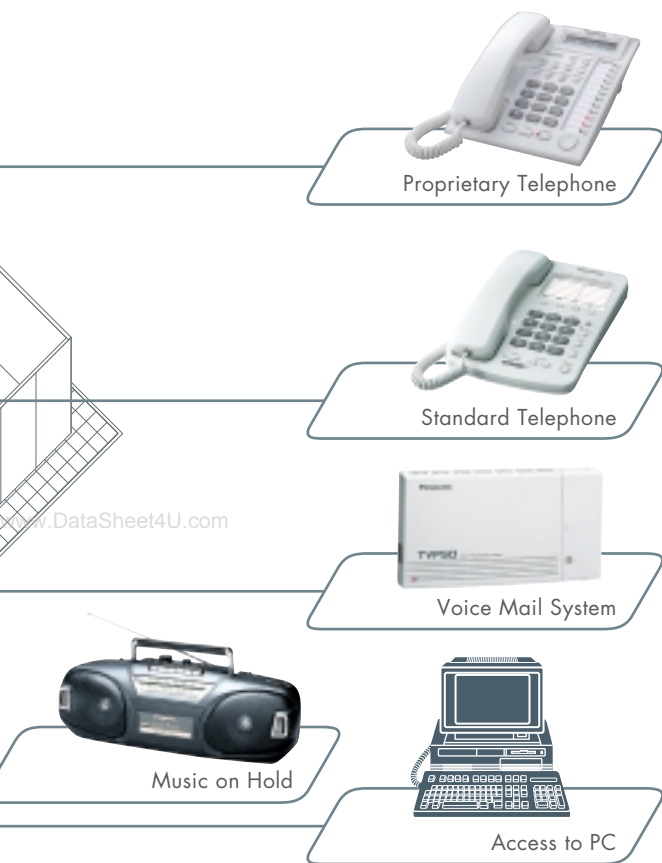 Proprietary Telephone
Standard Telephone
www.DataSheet4U.com
Voice Mail System
Music on Hold
Access to PC